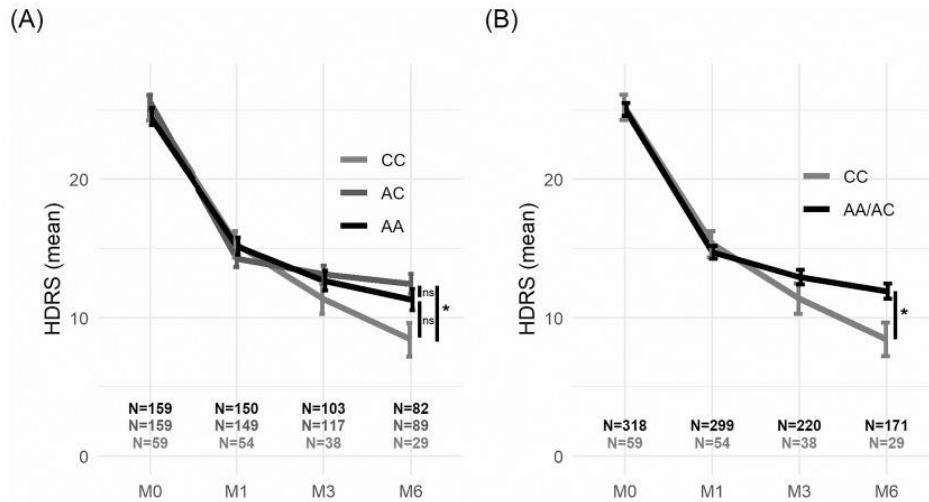 (A)
HDRS (mean)
20
10
0
CC
AC
AA
ns
ns
*
N=159 N=150 N=103 N=82
N=159 N=149 N=117 N=89
N=59 N=54 N=38 N=29
M0 M1 M3 M6
(B)
HDRS (mean)
20
10
0
CC
AA/AC
*
N=318 N=299 N=220 N=171
N=59 N=54 N=38 N=29
M0 M1 M3 M6